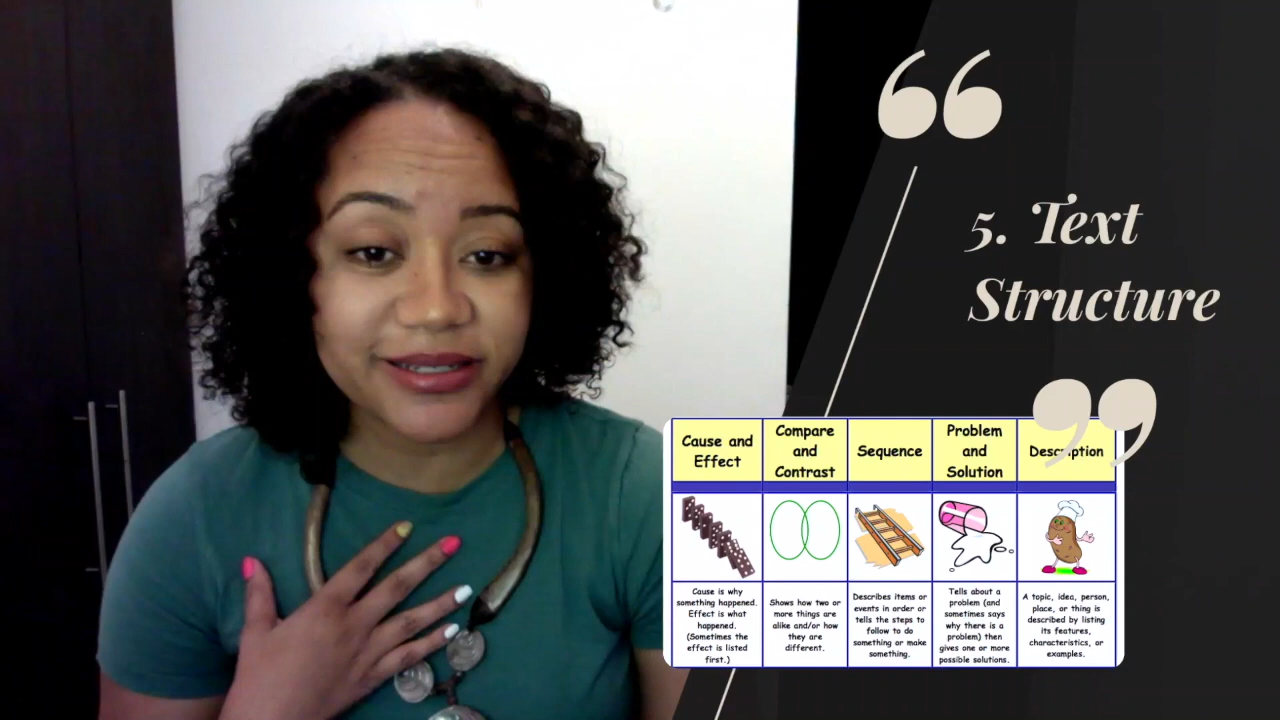 5. Text
Structure
Cause and
Effect
Compare
and
Contrast
Sequence
Problem
and
Solution
Description
Cause is why
something happened.
Effect is what
happened.
(Sometimes the
effect is listed
first.)
Shows how two or
more things are
alike and/or how
they are
different.
Describes items or
events in order or
tells the steps to
follow to do
something or make
something.
Tells about a
problem (and
sometimes says
why there is a
problem) then
gives one or more
possible solutions.
A topic, idea, person,
place, or thing is
described by listing
its features,
characteristics, or
examples.